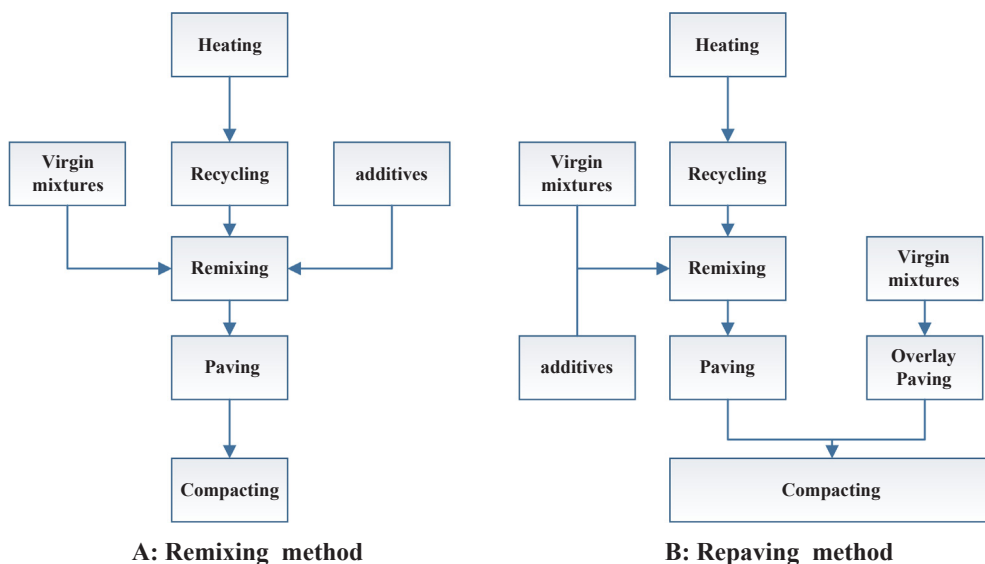 Heating
Virgin
mixtures
Recycling
additives
Remixing
Paving
Compacting
A: Remixing method
Heating
Virgin
mixtures
Recycling
Remixing
Virgin
mixtures
additives
Paving
Overlay
Paving
Compacting
B: Repaving method